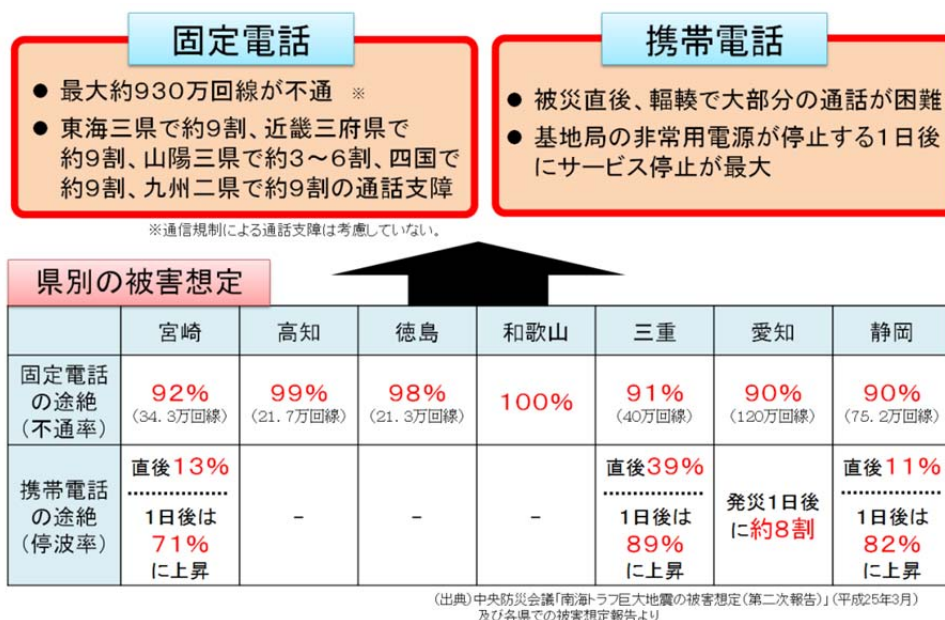 固定電話
● 最大約930万回線が不通 ※
● 東海三県で約9割、近畿三府県で
約9割、山陽三県で約3～6割、四国で
約9割、九州二県で約9割の通話支障
※通信規制による通話支障は考慮していない。
携帯電話
● 被災直後、輻輳で大部分の通話が困難
● 基地局の非常用電源が停止する1日後
にサービス停止が最大
県別の被害想定
宮崎 高知 徳島 和歌山 三重 愛知 静岡
固定電話
の途絶
(不通率)
92% 99% 98% 100% 91% 90% 90%
(34.3万回線) (21.7万回線) (21.3万回線) (40万回線) (120万回線) (75.2万回線)
携帯電話
の途絶
(停波率)
直後13%
1日後は
71%
に上昇
－
－
－
直後39%
1日後は
89%
に上昇
発災1日後
に約8割
直後11%
1日後は
82%
に上昇
(出典)中央防災会議「南海トラフ巨大地震の被害想定(第二次報告)」(平成25年3月)
及び各県での被害想定報告より